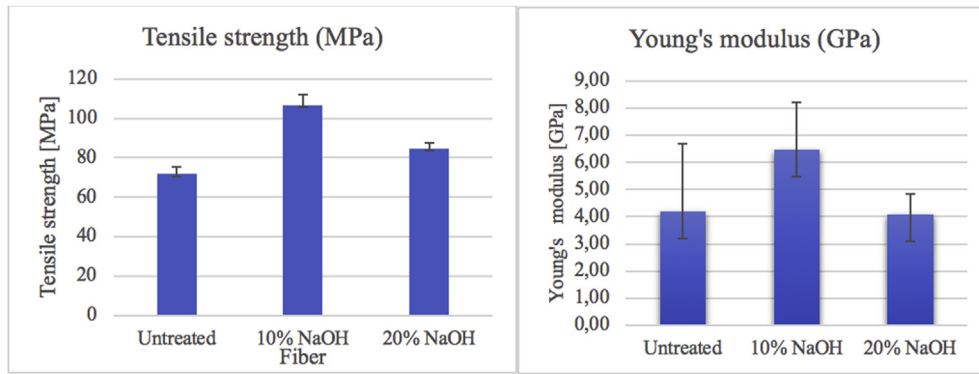 Tensile strength (MPa)
Tensile strength [MPa]
120
100
80
60
40
20
0
Untreated
10% NaOH
20% NaOH
Fiber
Young's modulus (GPa)
Young's modulus [GPa]
9,00
8,00
7,00
6,00
5,00
4,00
3,00
2,00
1,00
0,00
Untreated
10% NaOH
20% NaOH